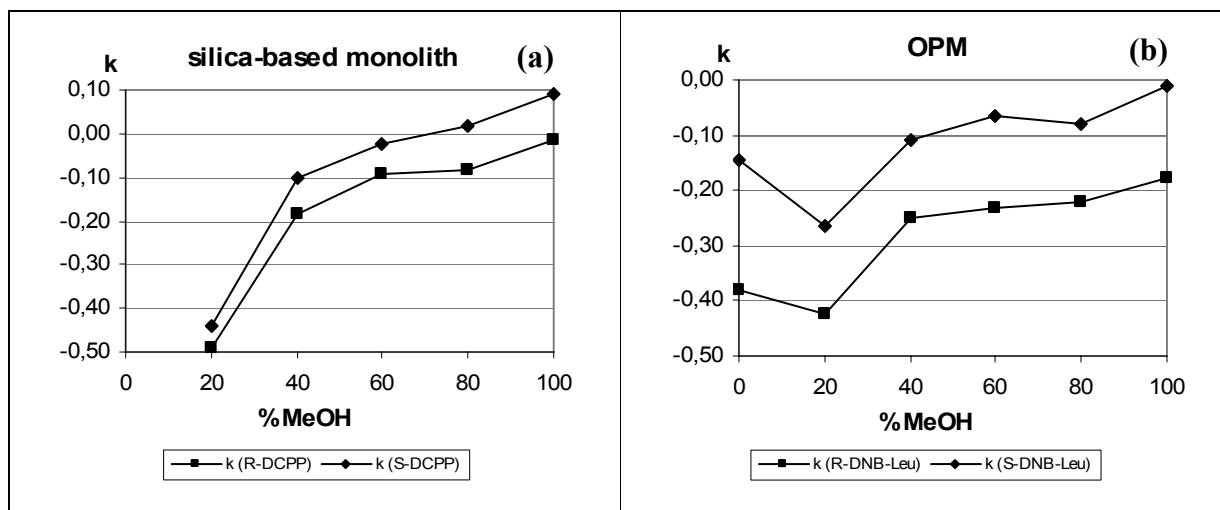 silica-based monolith
(a)
k
0,10
0,00
-0,10
-0,20
-0,30
-0,40
-0,50
0 20 40 60 80 100
%MeOH
k (R-DCPP) k (S-DCPP)
OPM
(b)
k
0,00
-0,10
-0,20
-0,30
-0,40
-0,50
0 20 40 60 80 100
%MeOH
k (R-DNB-Leu) k (S-DNB-Leu)